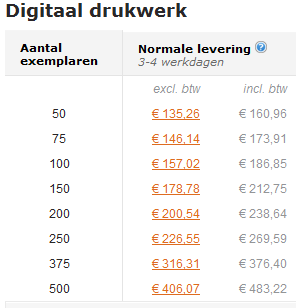 Digitaal drukwerk
Aantal exemplaren Normale levering ?
3-4 werkdagen
excl. btw incl. btw
50 € 135,26 € 160,96
75 € 146,14 € 173,91
100 € 157,02 € 186,85
150 € 178,78 € 212,75
200 € 200,54 € 238,64
250 € 226,55 € 269,59
375 € 316,31 € 376,40
500 € 406,07 € 483,22